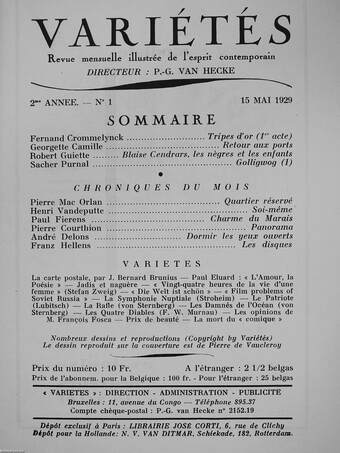 VARIÉTÉS
Revue mensuelle illustrée de l'esprit contemporain
DIRECTEUR : P.-G. VAN HECKE
2me ANNEE. — N° 1 15 MAI 1929
SOMMAIRE
Fernand Crommelynck ........................ Tripes d'or (1er acte)
Georgette Camille ........................ Retour aux ports
Robert Guiette ........ Blaise Cendrars, les nègres et les enfants
Sacher Purnal ........................ Golligwog (1)
•
CHRONIQUES DU MOIS
Pierre Mac Orlan ........................ Quartier réservé
Henri Vandeputte ........................ Soi-même
Paul Fierens ........................ Charme du Marais
Pierre Courthion ........................ Panorama
André Delons ........................ Dormir les yeux ouverts
Franz Hellens ........................ Les disques
VARIETES
La carte postale, par J. Bernard Brunius — Paul Eluard : « L'Amour, la
Poésie » — Jadis et naguère — « Vingt-quatre heures de la vie d'une
femme » (Stefan Zweig) — « Die Welt ist schön » — « Film problems of
Soviet Russia » — La Symphonie Nuptiale (Stroheim) — Le Patriote
(Lubitsch) — La Rafle (von Sternberg) — Les Damnés de l'Océan (von
Sternberg) — Les Quatre Diables (F. W. Murnau) — Les opinions de
M. François Fosca — Prix de beauté — La mort du « comique »
Nombreux dessins et reproductions (Copyright by Variétés)
Le dessin reproduit sur la couverture est de Pierre de Vaucleroy
Prix du numéro : 10 Fr. A l'étranger : 2 1/2 belgas
Prix de l'abonnem. pour la Belgique : 100 fr. - Pour l'étranger : 25 belgas
« VARIETES » : DIRECTION - ADMINISTRATION - PUBLICITE
Bruxelles : 11, avenue du Congo — Téléphone 895.37
Compte chèque-postal : P.-G. Van Hecke n° 2152.19
Dépôt exclusif à Paris : LIBRAIRIE JOSÉ CORTI, 6, rue de Clichy
Dépôt pour la Hollande: N. V. VAN DITMAR, Schiekade, 182, Rotterdam.